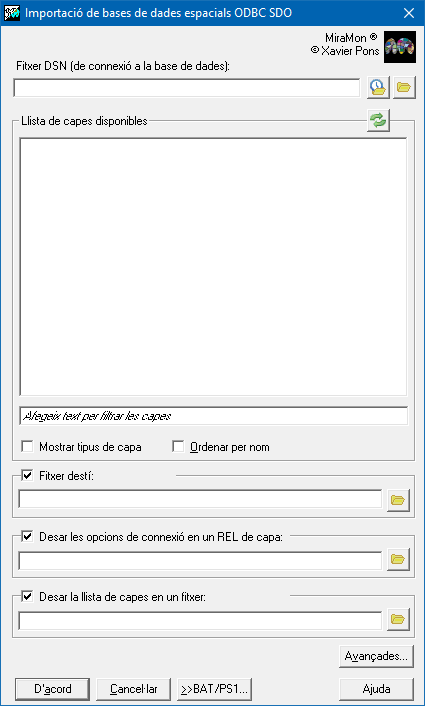 Importació de bases de dades espacials ODBC SDO
MiraMon ®
© Xavier Pons
Fitxer DSN (de connexió a la base de dades):
Llista de capes disponibles
Afegeix text per filtrar les capes
Mostrar tipus de capa
Ordenar per nom
Fitxer destí:
Desar les opcions de connexió en un REL de capa:
Desar la llista de capes en un fitxer:
Avançades...
D'acord
Cancel·lar
>>BAT/PS1...
Ajuda